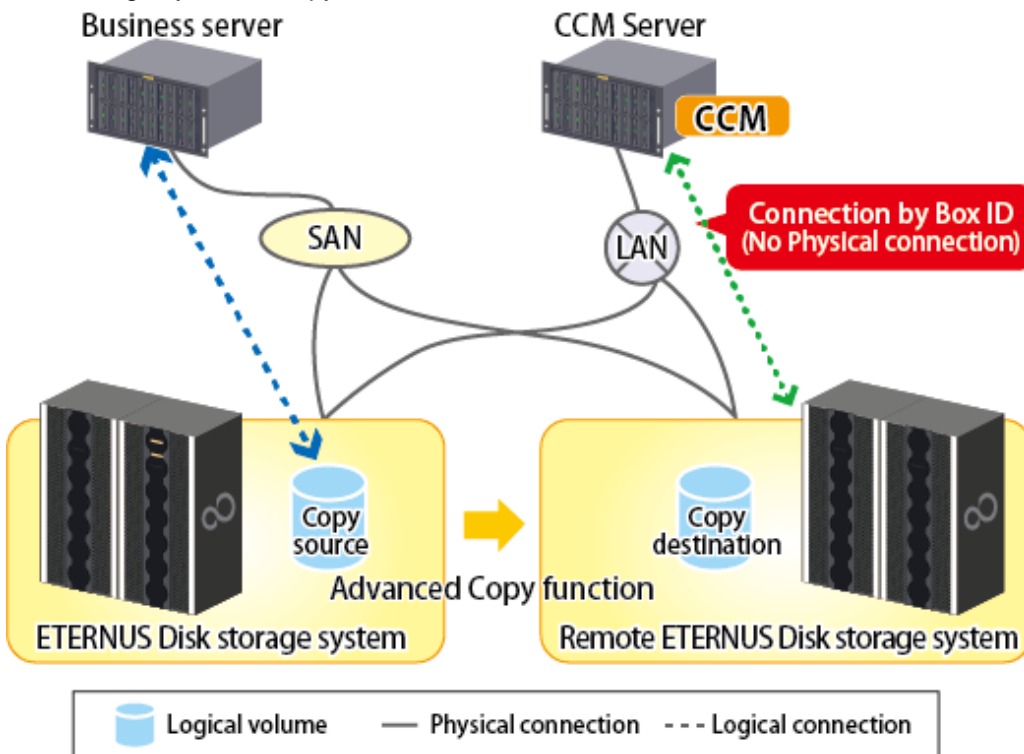 Business server
CCM Server
CCM
SAN
LAN
Connection by Box ID
(No Physical connection)
Copy
source
Copy
destination
Advanced Copy function
ETERNUS Disk storage system
Remote ETERNUS Disk storage system
Logical volume
Physical connection
Logical connection